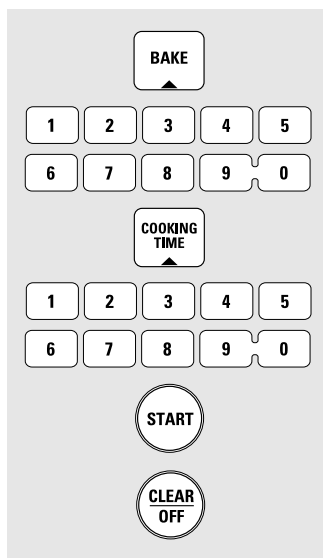 BAKE
1 2 3 4 5
6 7 8 9 0
COOKING
TIME
1 2 3 4 5
6 7 8 9 0
START
CLEAR
OFF